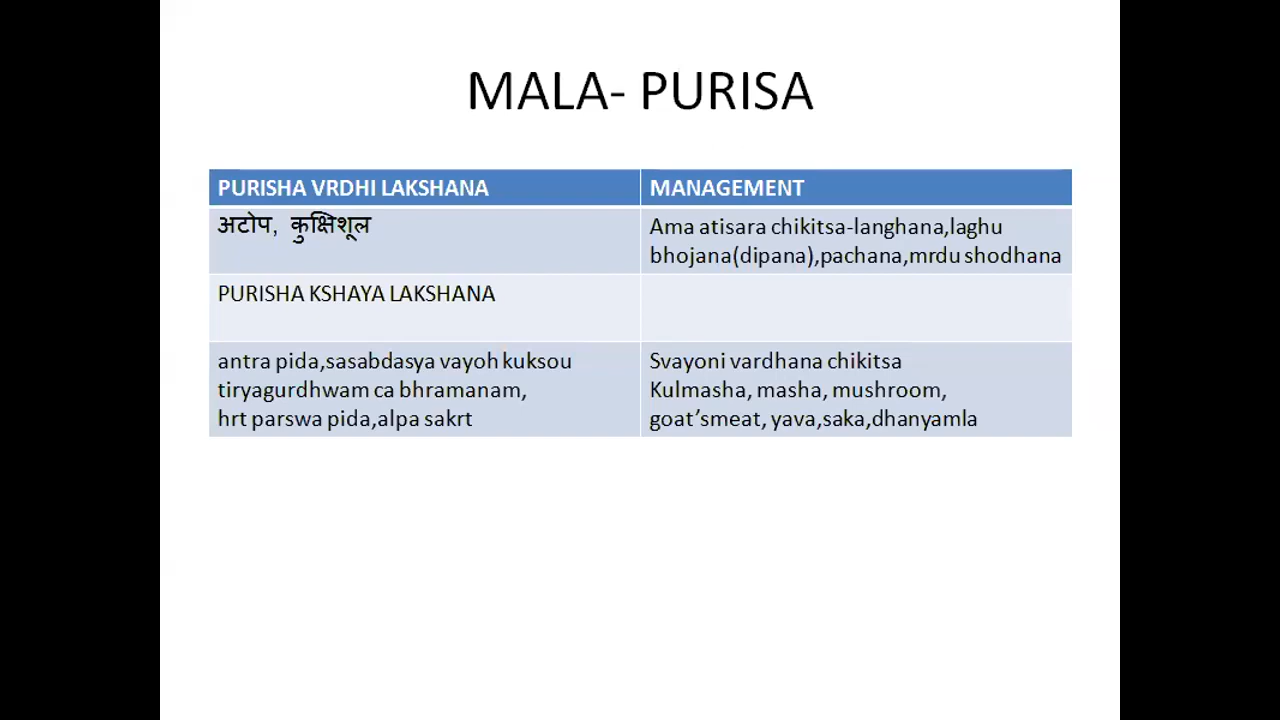 MALA- PURISA
PURISHA VRDHI LAKSHANA
MANAGEMENT
अटोप, कुक्षिशूल
Ama atisara chikitsa-langhana,laghu
bhojana(dipana),pachana,mrdu shodhana
PURISHA KSHAYA LAKSHANA
antra pida,sasabdasya vayoh kuksou
tiryagurdhwam ca bhramanam,
hrt parswa pida,alpa sakrt
Svayoni vardhana chikitsa
Kulmasha, masha, mushroom,
goat’smeat, yava,saka,dhanyamla